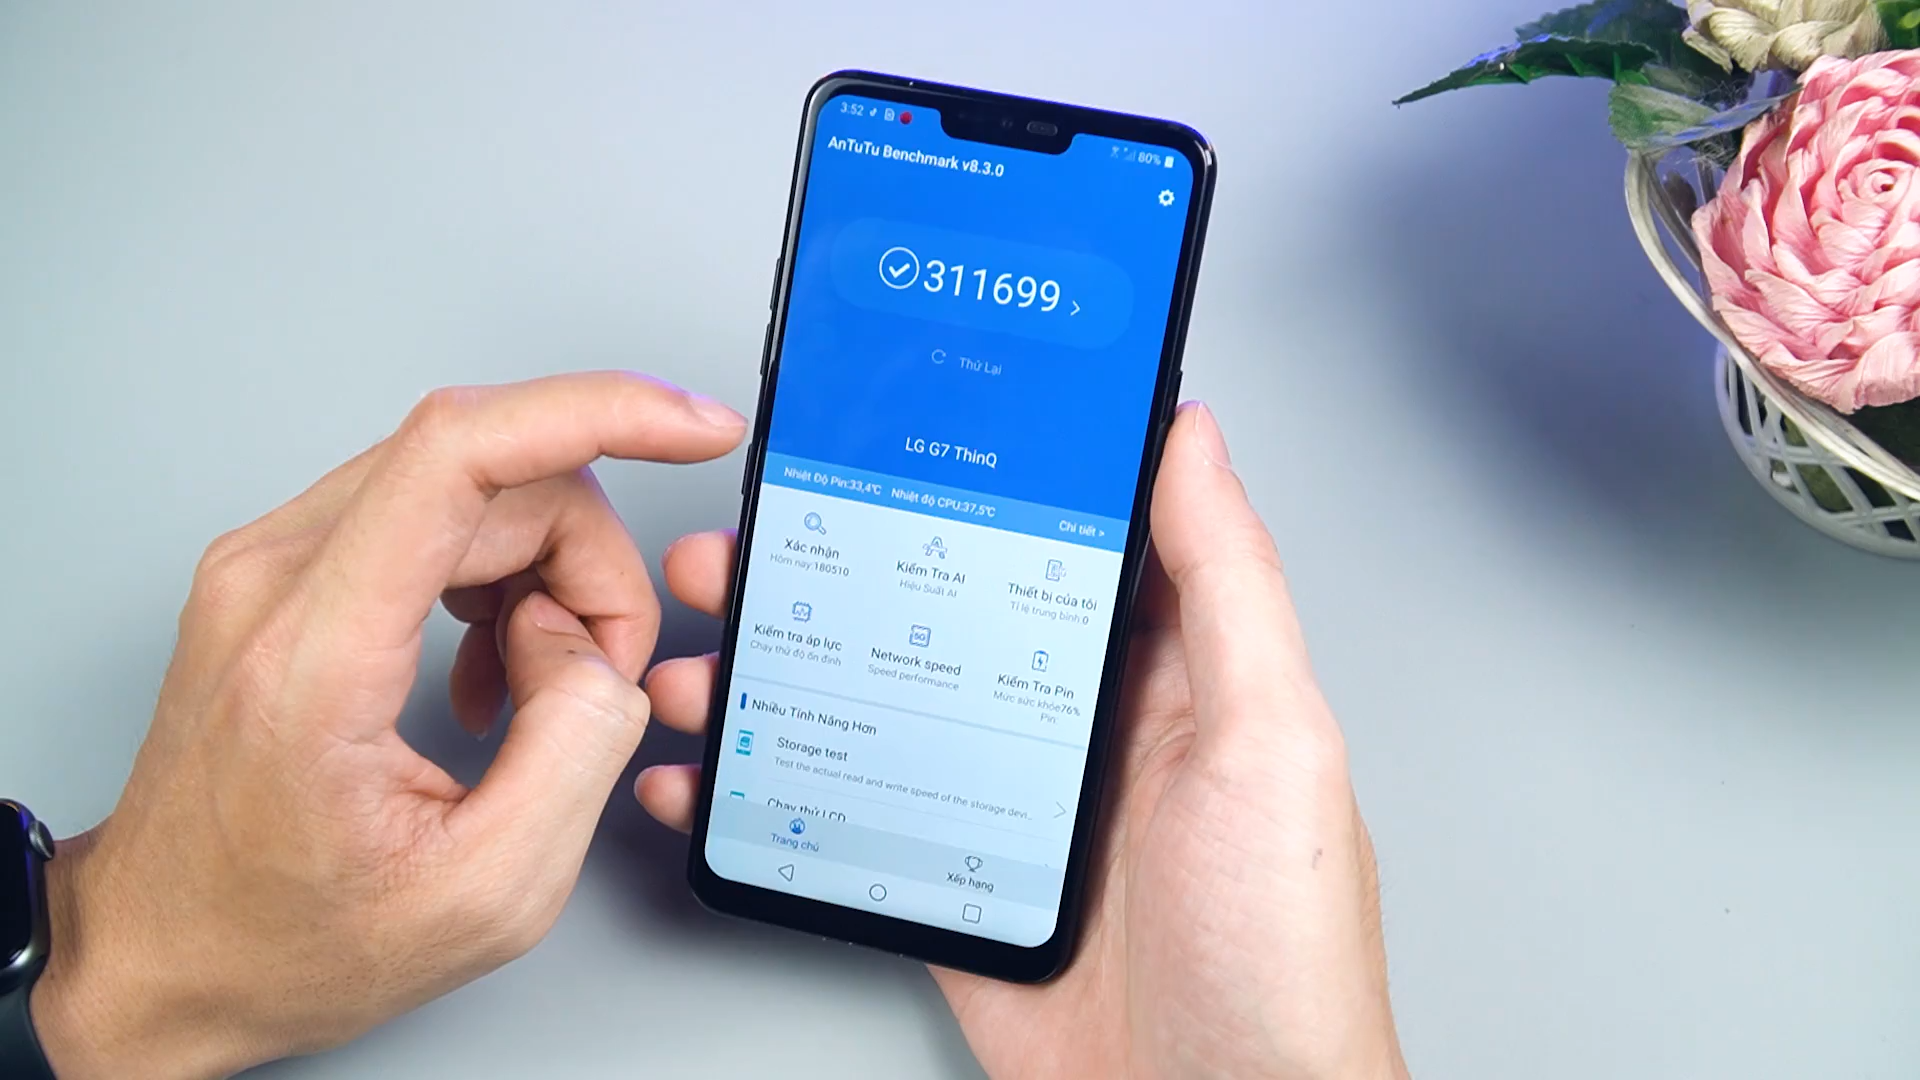 3:52
80%
AnTuTu Benchmark v8.3.0
311699
Thử Lại
LG G7 ThinQ
Nhiệt Độ Pin:33,4℃ Nhiệt độ CPU:37,5℃ Chi tiết >
Xác nhận
Hôm nay:180510
Kiểm Tra AI
Hiệu Suất AI
Thiết bị của tôi
Tỉ lệ trung bình:0
Kiểm tra áp lực
Chạy thử độ ổn định
Network speed
Speed performance
Kiểm Tra Pin
Mức sức khỏe76%
Pin:
Nhiều Tính Năng Hơn
Storage test
Test the actual read and write speed of the storage devi...
Chạy thử LCD
Trang chủ
Xếp hạng